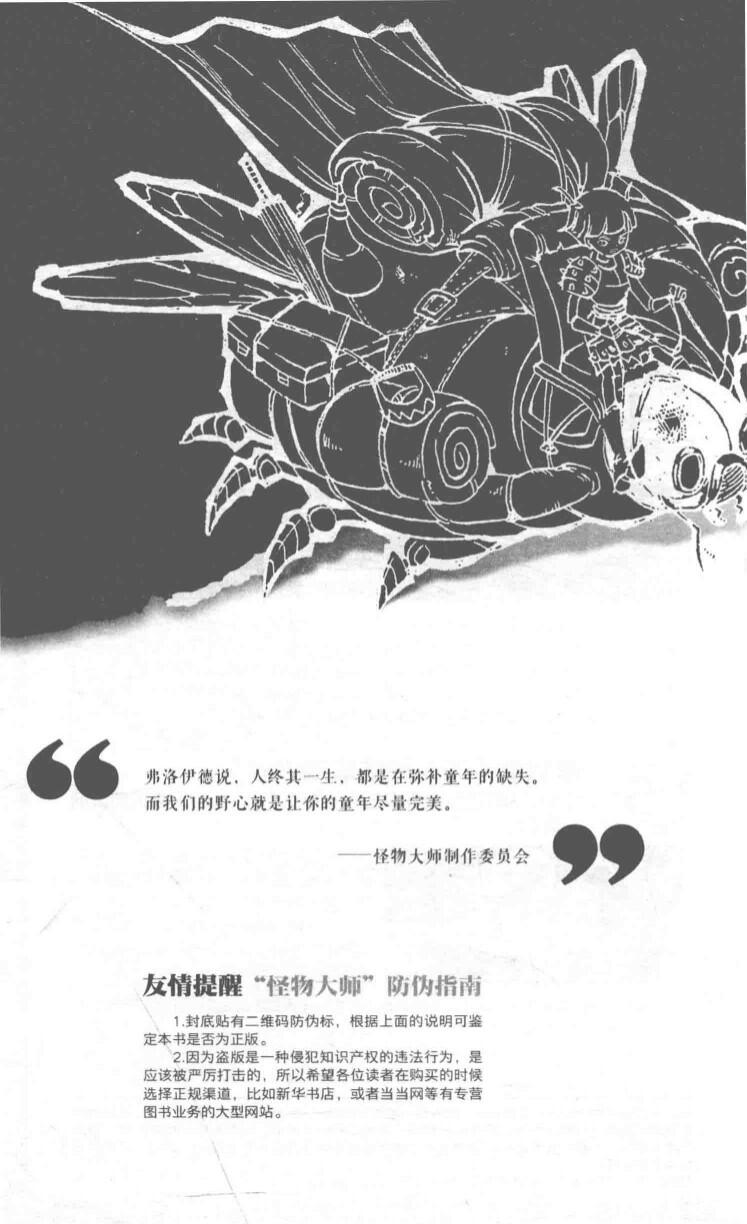 弗洛伊德说，人终其一生，都是在弥补童年的缺失。
而我们的野心就是让你的童年尽量完美。
——怪物大师制作委员会
友情提醒“怪物大师”防伪指南
1.封底贴有二维码防伪标，根据上面的说明可鉴
定本书是否为正版。
2.因为盗版是一种侵犯知识产权的违法行为，是
应该被严厉打击的，所以希望各位读者在购买的时候
选择正规渠道，比如新华书店，或者当当网等有专营
图书业务的大型网站。